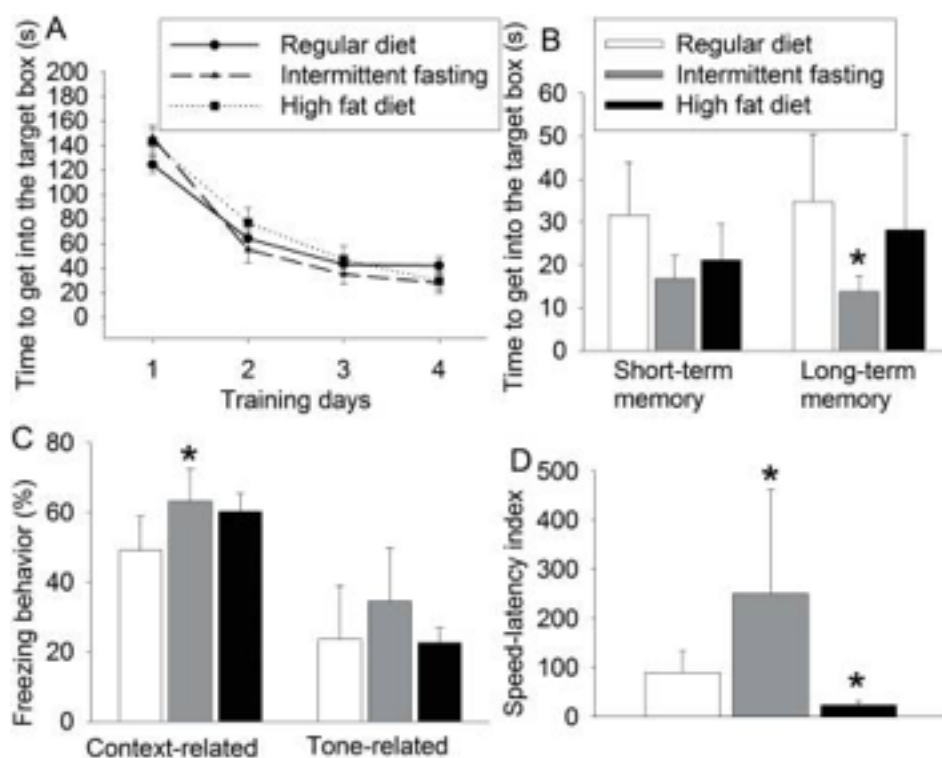 A
Regular diet
Intermittent fasting
High fat diet
Time to get into the target box (s)
200
180
160
140
120
100
80
60
40
20
0
1 2 3 4
Training days
B
Regular diet
Intermittent fasting
High fat diet
Time to get into the target box (s)
60
50
40
30
20
10
0
*
Short-term
memory
Long-term
memory
C
Freezing behavior (%)
80
60
40
20
0
*
Context-related
Tone-related
D
Speed-latency index
500
400
300
200
100
0
*
*